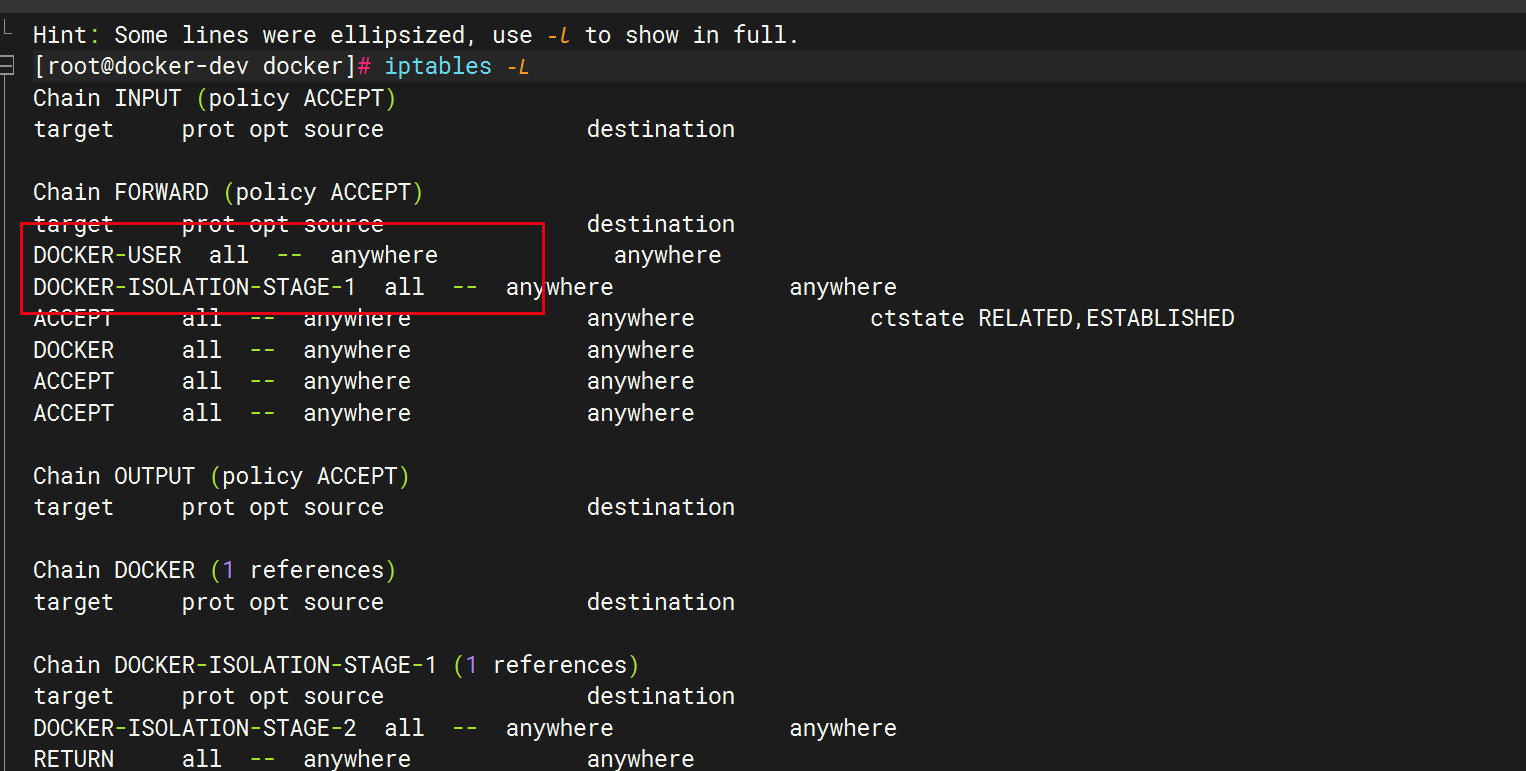 Hint: Some lines were ellipsized, use -l to show in full.
[root@docker-dev docker]# iptables -L
Chain INPUT (policy ACCEPT)
target     prot opt source               destination

Chain FORWARD (policy ACCEPT)
target     prot opt source               destination
DOCKER-USER  all  --  anywhere             anywhere
DOCKER-ISOLATION-STAGE-1  all  --  anywhere             anywhere
ACCEPT     all  --  anywhere             anywhere             ctstate RELATED,ESTABLISHED
DOCKER     all  --  anywhere             anywhere
ACCEPT     all  --  anywhere             anywhere
ACCEPT     all  --  anywhere             anywhere

Chain OUTPUT (policy ACCEPT)
target     prot opt source               destination

Chain DOCKER (1 references)
target     prot opt source               destination

Chain DOCKER-ISOLATION-STAGE-1 (1 references)
target     prot opt source               destination
DOCKER-ISOLATION-STAGE-2  all  --  anywhere             anywhere
RETURN     all  --  anywhere             anywhere